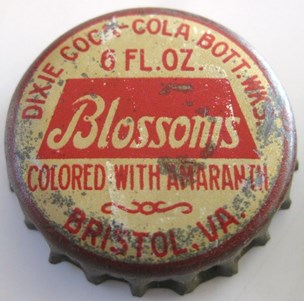 DIXIE COCA-COLA BOTT. WKS.
6 FL. OZ.
Blossoms
COLORED WITH AMARANTH
BRISTOL, VA.